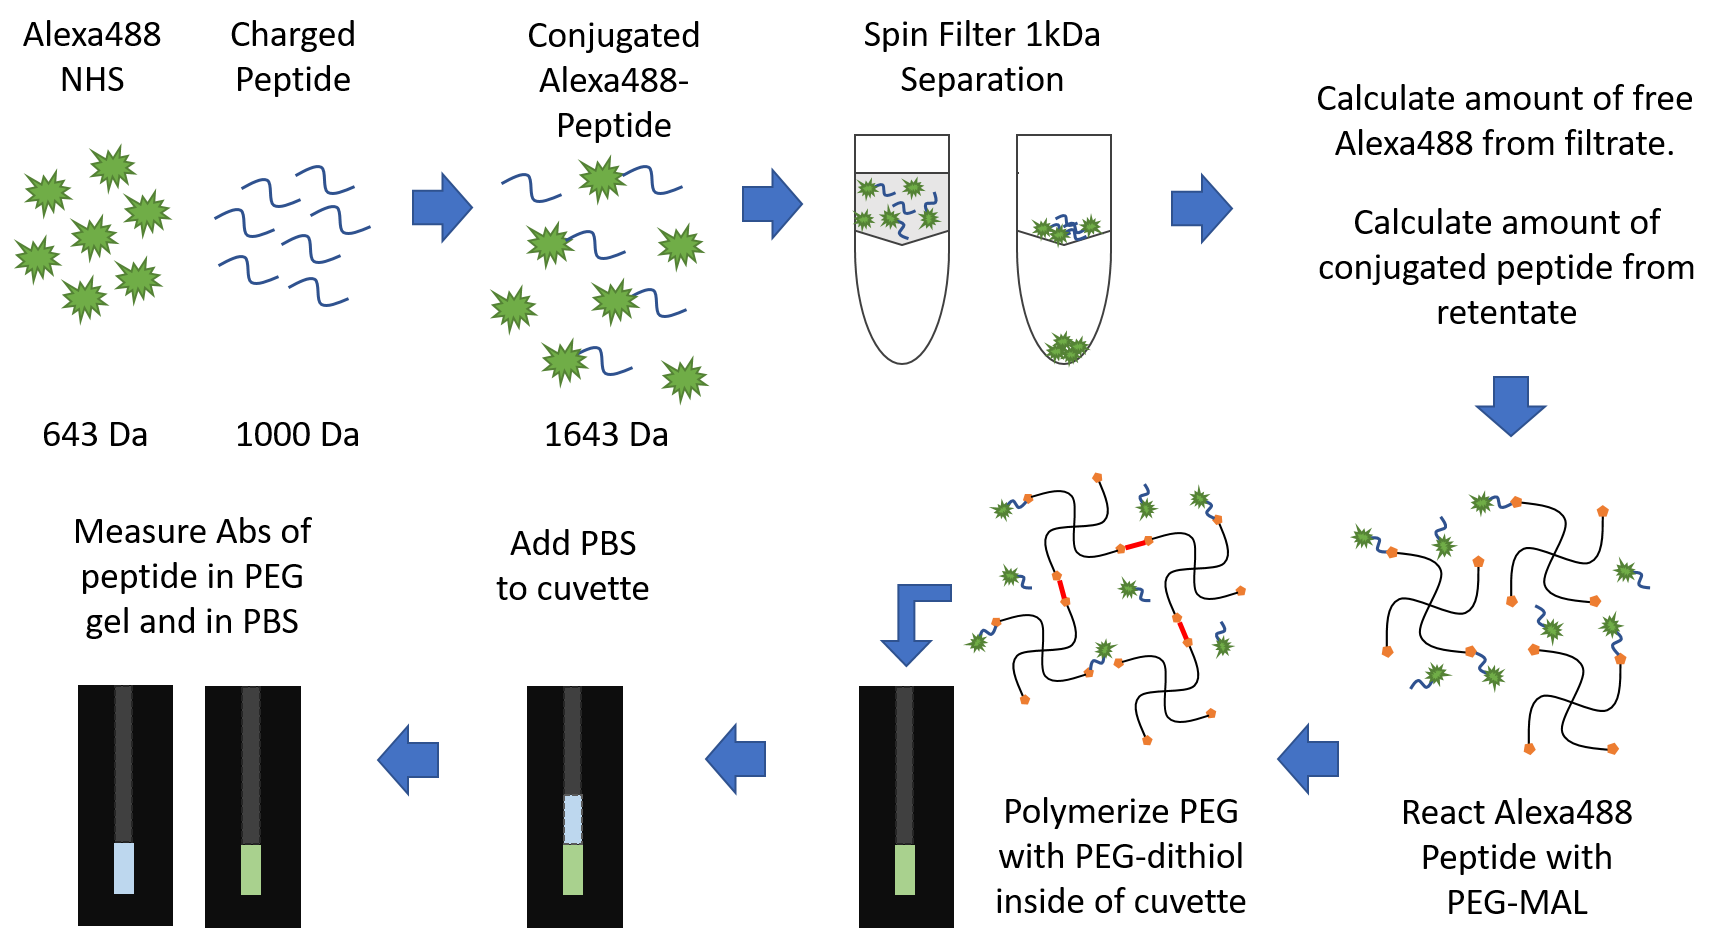 Alexa488
NHS
Charged
Peptide
Conjugated
Alexa488-
Peptide
Spin Filter 1kDa
Separation
Calculate amount of free
Alexa488 from filtrate.
Calculate amount of
conjugated peptide from
retentate
643 Da
1000 Da
1643 Da
Measure Abs of
peptide in PEG
gel and in PBS
Add PBS
to cuvette
Polymerize PEG
with PEG-dithiol
inside of cuvette
React Alexa488
Peptide with
PEG-MAL